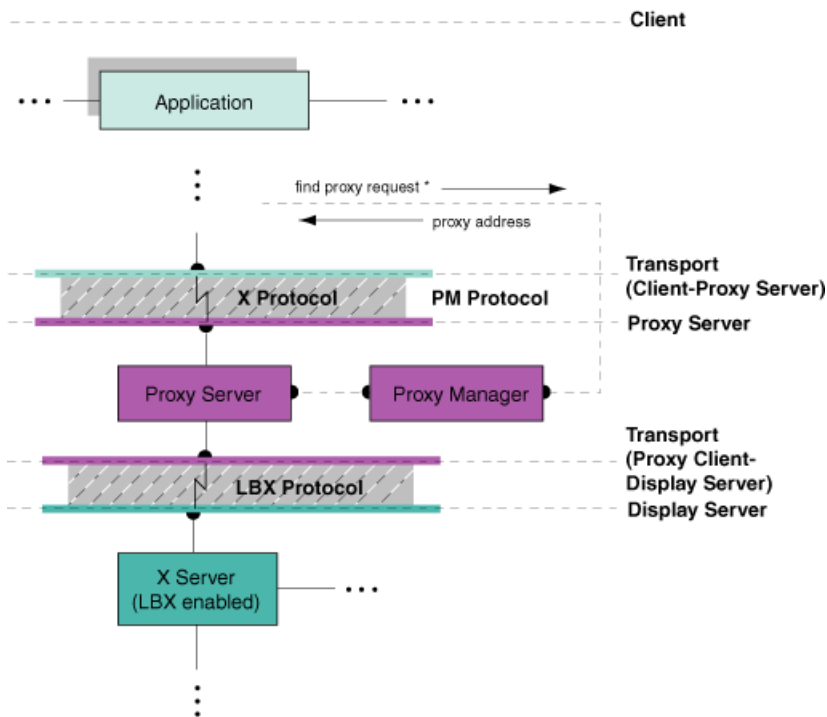 Client
Application
find proxy request *
proxy address
Transport
(Client-Proxy Server)
X Protocol
PM Protocol
Proxy Server
Proxy Server
Proxy Manager
Transport
(Proxy Client-
Display Server)
LBX Protocol
Display Server
X Server
(LBX enabled)